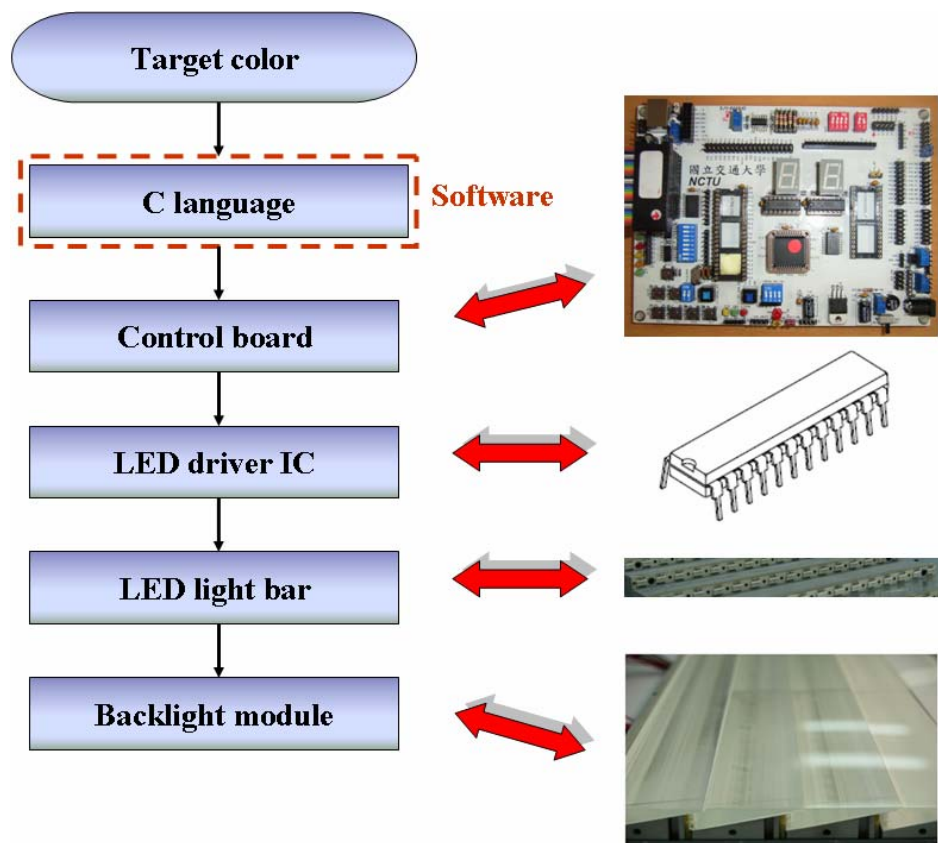 Target color
C language
Software
Control board
國立交通大學
NCTU
LED driver IC
LED light bar
Backlight module